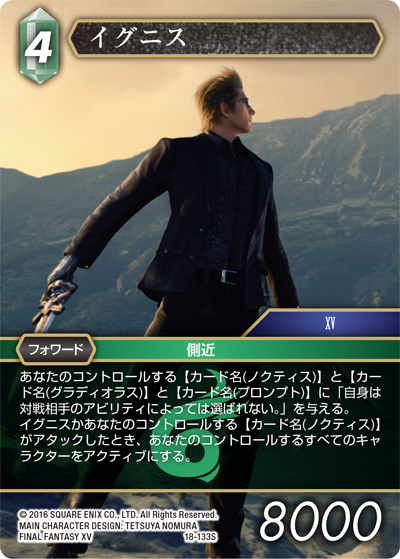 4
イグニス
XV
フォワード
側近
あなたのコントロールする【カード名(ノクティス)】と【カー
ド名(グラディオラス)】と【カード名(プロンプト)】に「自身は
対戦相手のアビリティによっては選ばれない。」を与える。
イグニスかあなたのコントロールする【カード名(ノクティス)】
がアタックしたとき、あなたのコントロールするすべてのキャ
ラクターをアクティブにする。
© 2016 SQUARE ENIX CO., LTD. All Rights Reserved.
MAIN CHARACTER DESIGN: TETSUYA NOMURA
FINAL FANTASY XV
18-133S
8000